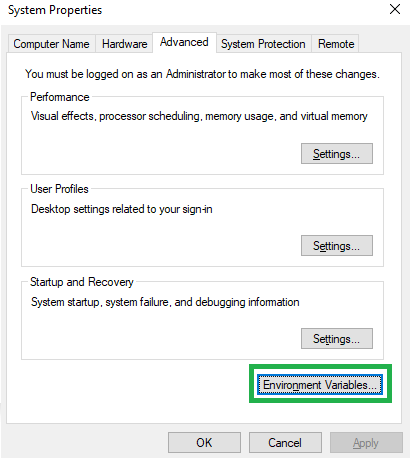 System Properties
Computer Name Hardware Advanced System Protection Remote
You must be logged on as an Administrator to make most of these changes.
Performance
Visual effects, processor scheduling, memory usage, and virtual memory
Settings...
User Profiles
Desktop settings related to your sign-in
Settings...
Startup and Recovery
System startup, system failure, and debugging information
Settings...
Environment Variables...
OK Cancel Apply